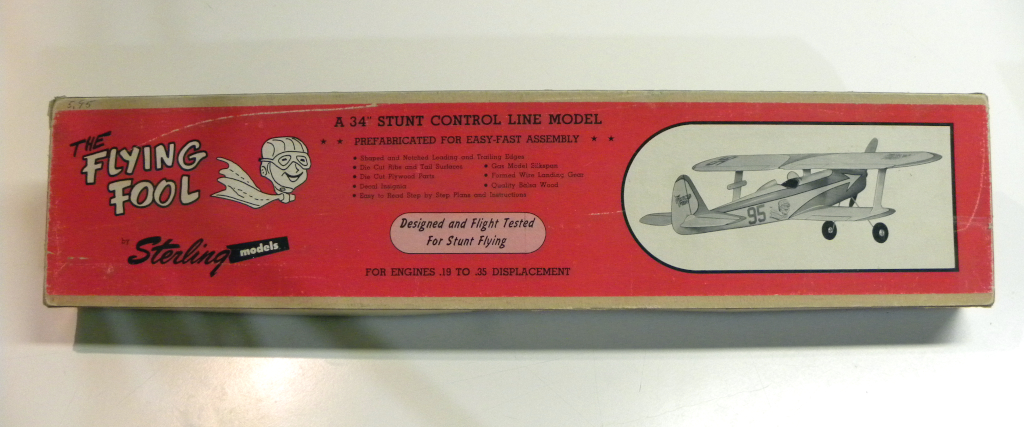 5.95
THE
FLYING
FOOL
by
Sterling
models
A 34" STUNT CONTROL LINE MODEL
★ ★ PREFABRICATED FOR EASY-FAST ASSEMBLY ★ ★
• Shaped and Notched Leading and Trailing Edges
• Die Cut Ribs and Tail Surfaces
• Die Cut Plywood Parts
• Decal Insignia
• Gas Model Elképun
• Formed Wire Landing Gear
• Quality Balsa Wood
• Easy to Read Step by Step Plans and Instructions
Designed and Flight Tested
For Stunt Flying
FOR ENGINES .19 TO .35 DISPLACEMENT
95